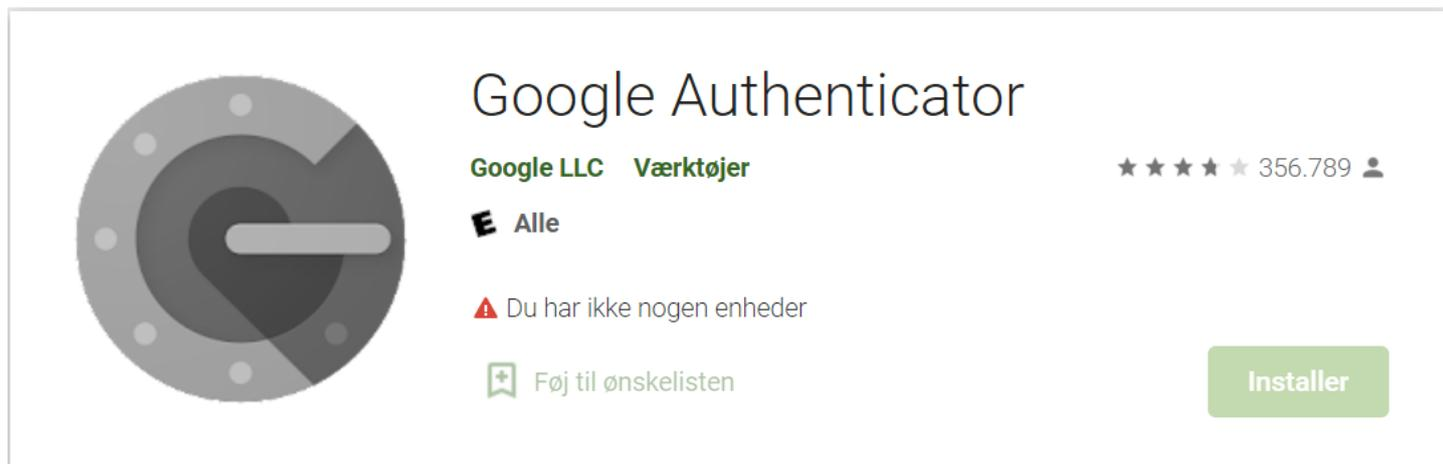 Google Authenticator
Google LLC Værktøjer 356.789
E Alle
Du har ikke nogen enheder
Føj til ønskelisten Installer